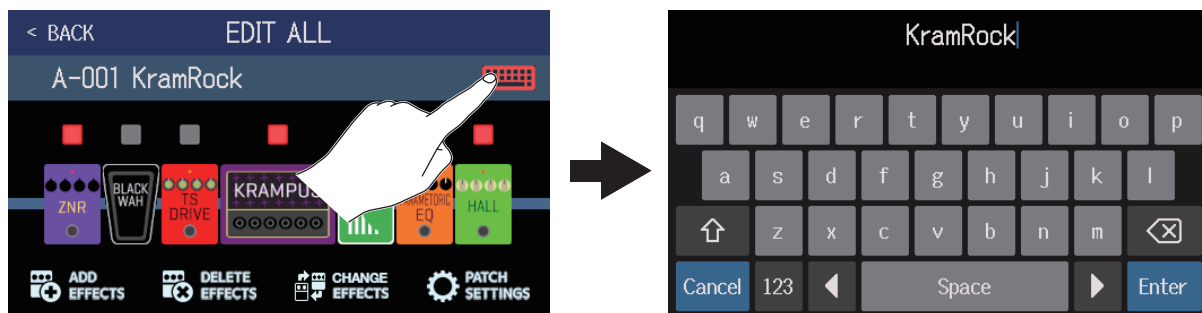 < BACK EDIT ALL
A-001 KramRock
ZNR
BLACK
WAH
TS
DRIVE
KRAMPUS
EQ
HALL
ADD
EFFECTS
DELETE
EFFECTS
CHANGE
EFFECTS
PATCH
SETTINGS
KramRock
q w e r t y u i o p
a s d f g h j k l
z x c v b n m
Cancel 123 Space Enter